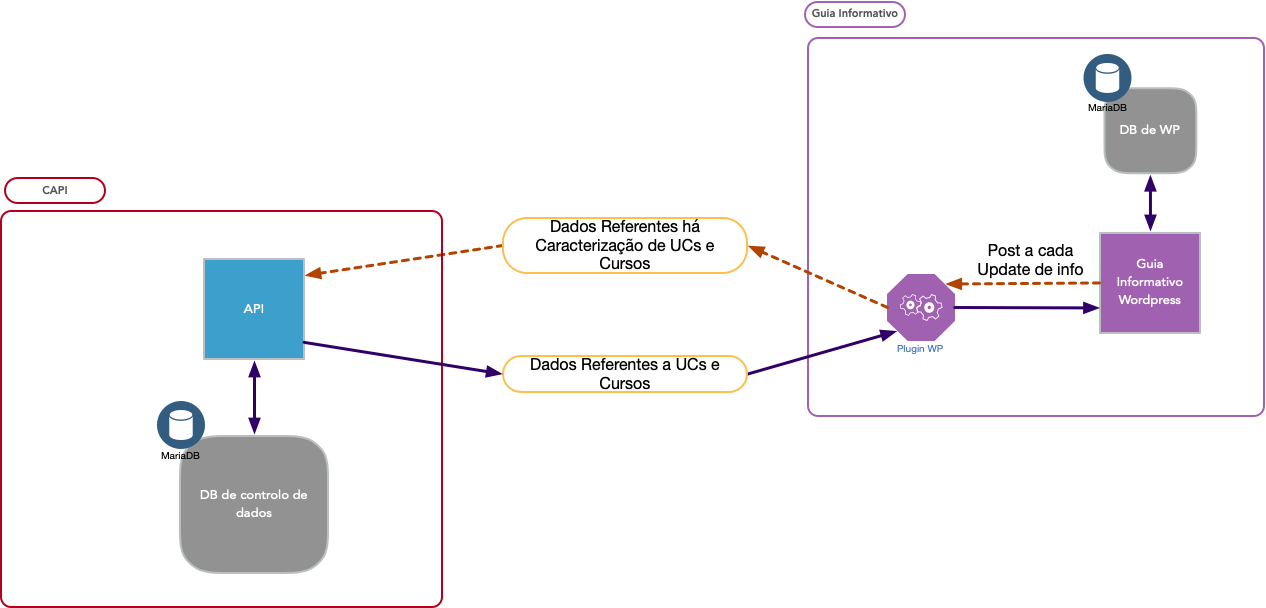 Guia Informativo
MariaDB
DB de WP
CAPI
Dados Referentes há
Caracterização de UCs e
Cursos
Post a cada
Update de info
Guia
Informativo
Wordpress
API
Plugin WP
Dados Referentes a UCs e
Cursos
MariaDB
DB de controlo de
dados